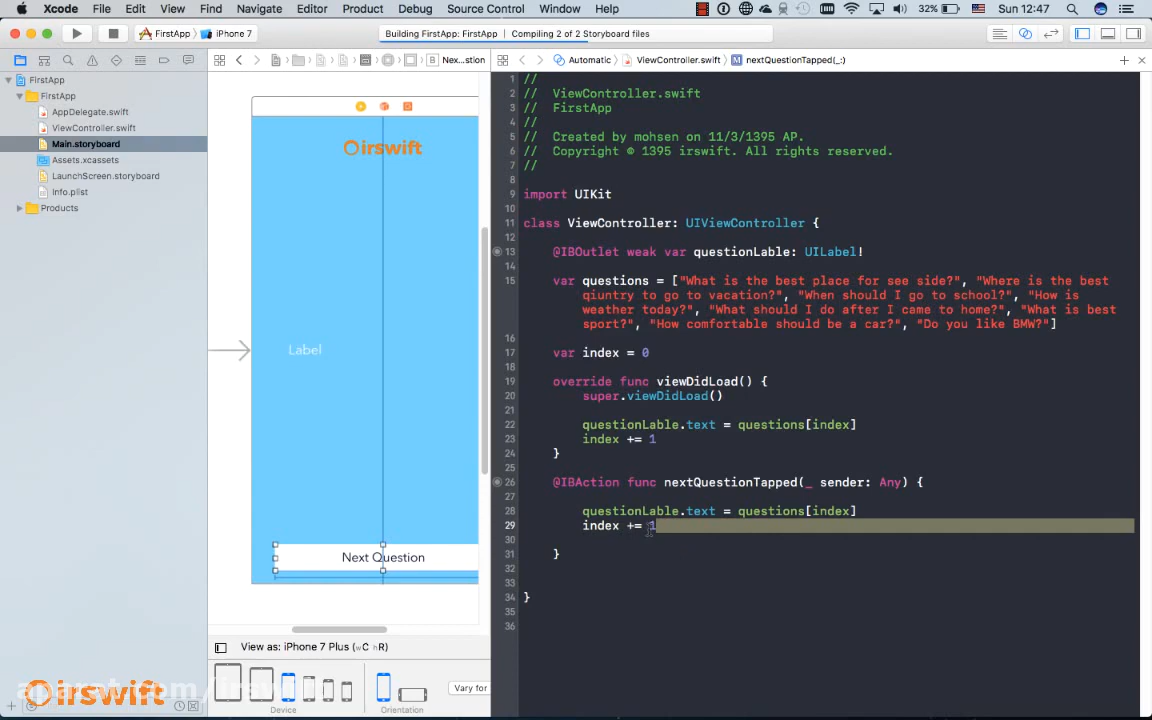 Xcode File Edit View Find Navigate Editor Product Debug Source Control Window Help 32% Sun 12:47
FirstApp iPhone 7 Building FirstApp: FirstApp | Compiling 2 of 2 Storyboard files
Nex...stion Automatic ViewController.swift nextQuestionTapped(_:)
FirstApp
FirstApp
AppDelegate.swift
ViewController.swift
Main.storyboard
Assets.xcassets
LaunchScreen.storyboard
Info.plist
Products
irswift
Label
Next Question
View as: iPhone 7 Plus (wC hR)
Device
Orientation
Vary for
1 //
2 // ViewController.swift
3 // FirstApp
4 //
5 // Created by mohsen on 11/3/1395 AP.
6 // Copyright © 1395 irswift. All rights reserved.
7 //
8
9 import UIKit
10
11 class ViewController: UIViewController {
12
13 @IBOutlet weak var questionLable: UILabel!
14
15 var questions = ["What is the best place for see side?", "Where is the best
qiuntry to go to vacation?", "When should I go to school?", "How is
weather today?", "What should I do after I came to home?", "What is best
sport?", "How comfortable should be a car?", "Do you like BMW?"]
16
17 var index = 0
18
19 override func viewDidLoad() {
20 super.viewDidLoad()
21
22 questionLable.text = questions[index]
23 index += 1
24 }
25
26 @IBAction func nextQuestionTapped(_ sender: Any) {
27
28 questionLable.text = questions[index]
29 index += 1
30
31 }
32
33
34 }
35
36
irswift